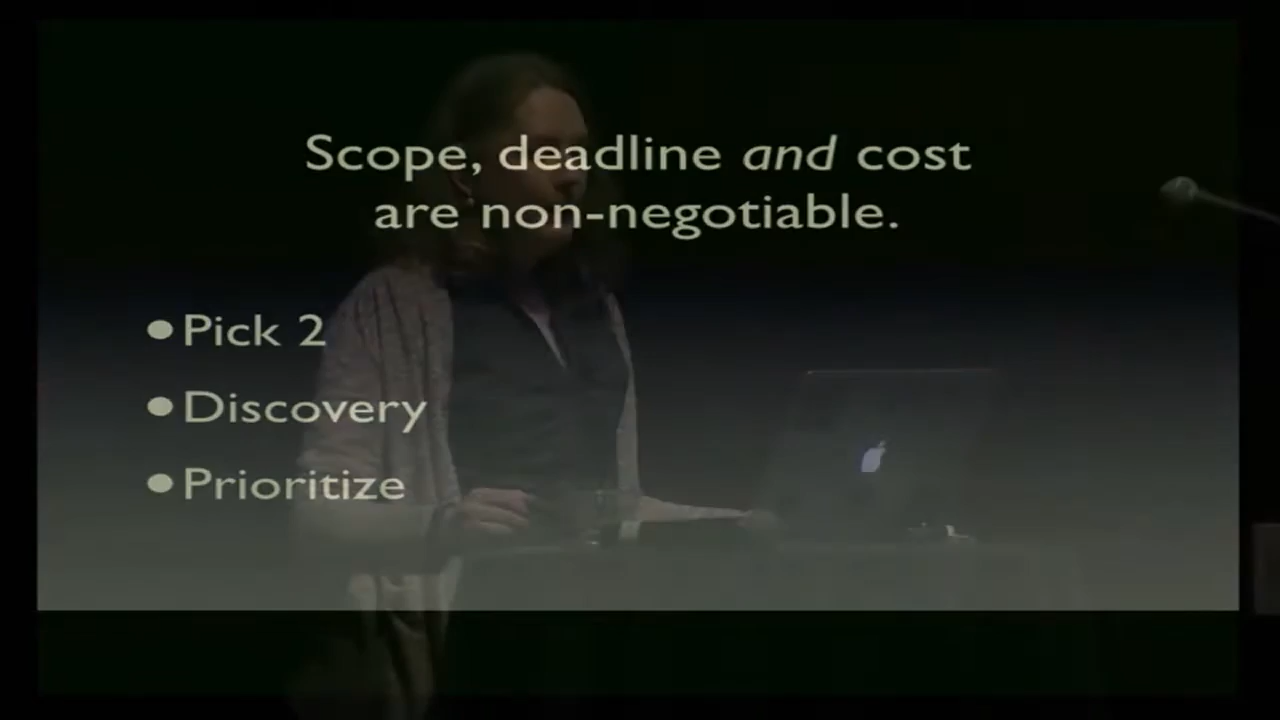 Scope, deadline and cost
are non-negotiable.
• Pick 2
• Discovery
• Prioritize